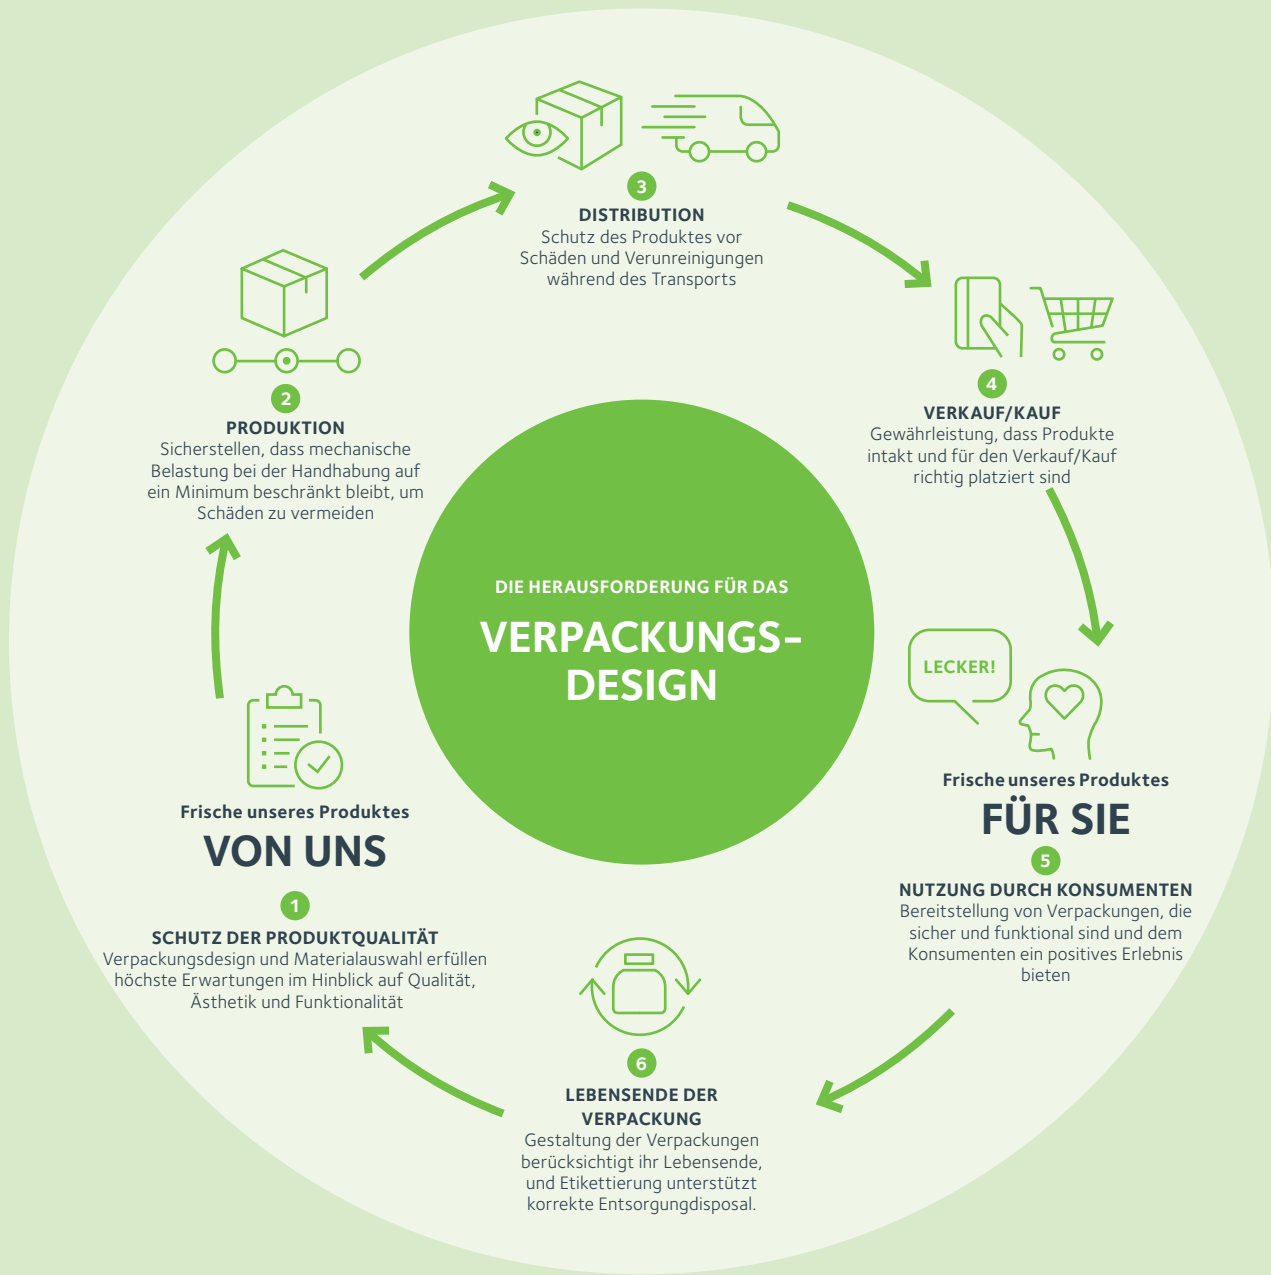 DIE HERAUSFORDERUNG FÜR DAS
VERPACKUNGS-
DESIGN
Frische unseres Produktes
VON UNS
1
SCHUTZ DER PRODUKTQUALITÄT
Verpackungsdesign und Materialauswahl erfüllen
höchste Erwartungen im Hinblick auf Qualität,
Ästhetik und Funktionalität
2
PRODUKTION
Sicherstellen, dass mechanische
Belastung bei der Handhabung auf
ein Minimum beschränkt bleibt, um
Schäden zu vermeiden
3
DISTRIBUTION
Schutz des Produktes vor
Schäden und Verunreinigungen
während des Transports
4
VERKAUF/KAUF
Gewährleistung, dass Produkte
intakt und für den Verkauf/Kauf
richtig platziert sind
LECKER!
Frische unseres Produktes
FÜR SIE
5
NUTZUNG DURCH KONSUMENTEN
Bereitstellung von Verpackungen, die
sicher und funktional sind und dem
Konsumenten ein positives Erlebnis
bieten
6
LEBENSENDE DER
VERPACKUNG
Gestaltung der Verpackungen
berücksichtigt ihr Lebensende,
und Etikettierung unterstützt
korrekte Entsorgungdisposal.